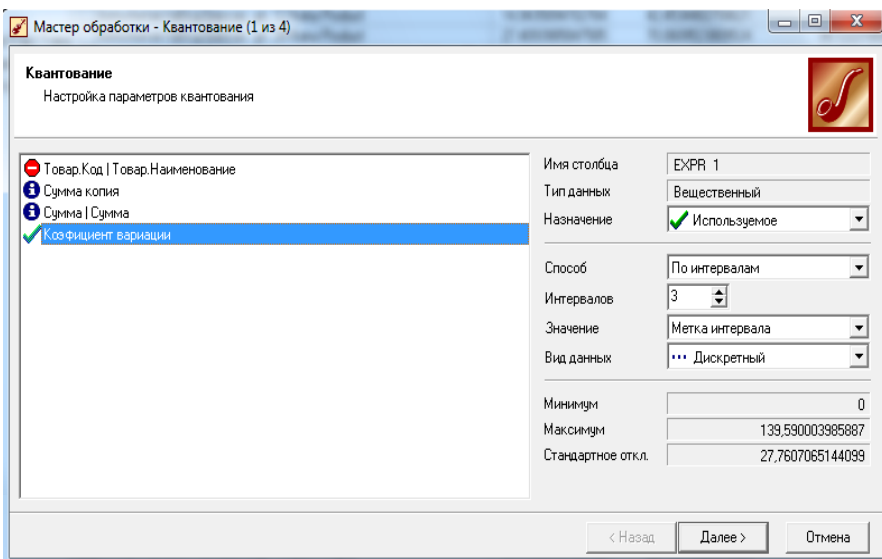 Мастер обработки - Квантование (1 из 4)
Квантование
Настройка параметров квантования
Товар.Код | Товар.Наименование
Сумма копия
Сумма | Сумма
Коэфициент вариации
Имя столбца EXPR 1
Тип данных Вещественный
Назначение Используемое
Способ По интервалам
Интервалов 3
Значение Метка интервала
Вид данных Дискретный
Минимум 0
Максимум 139,590003985887
Стандартное откл. 27,7607065144099
< Назад Далее > Отмена